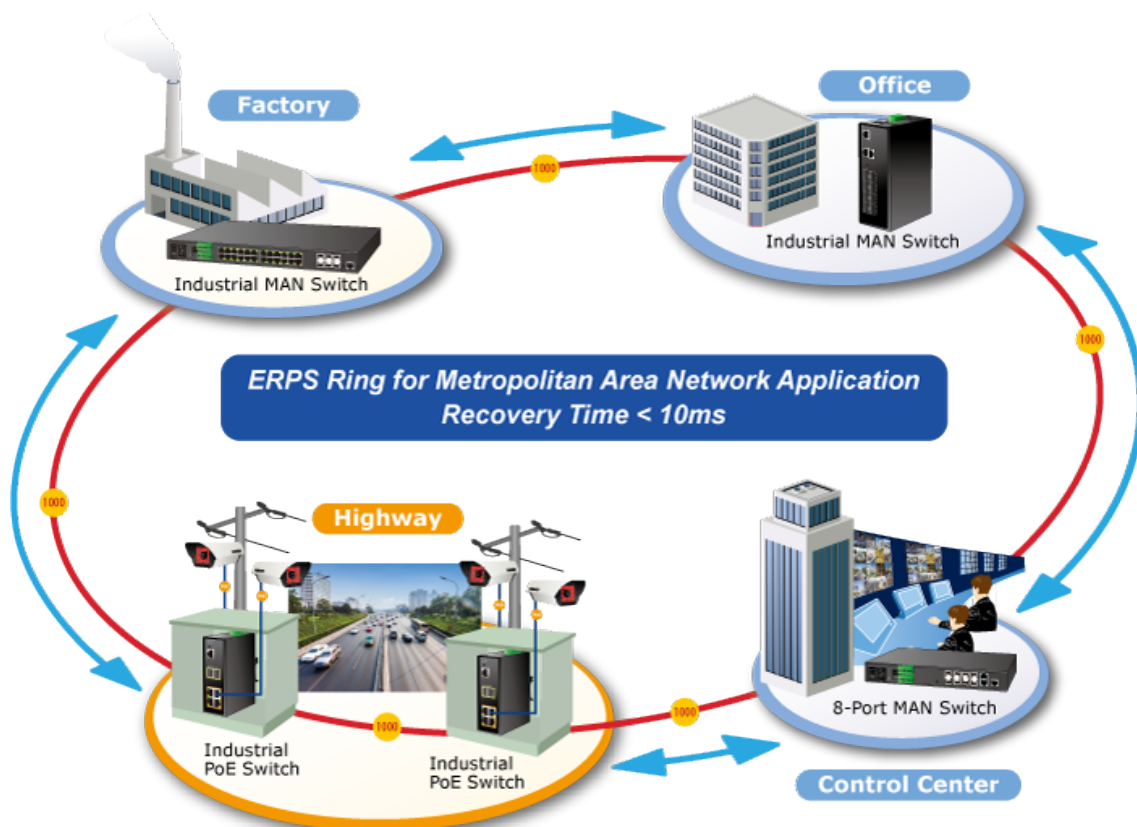 Factory
Office
1000
Industrial MAN Switch
Industrial MAN Switch
1000
ERPS Ring for Metropolitan Area Network Application
Recovery Time < 10ms
1000
Highway
8-Port MAN Switch
1000
1000
Industrial
PoE Switch
Industrial
PoE Switch
Control Center